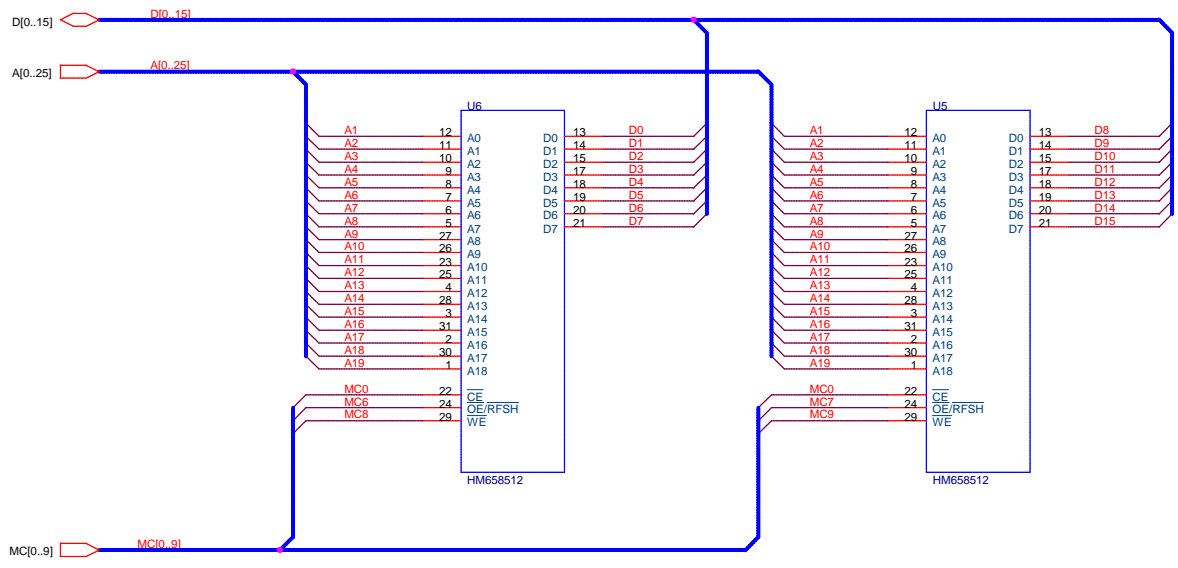 D[0..15] D[0..15]
A[0..25] A[0..25]
U6 U5
A1 12 A0 D0 13 D0 A1 12 A0 D0 13 D8
A2 11 A1 D1 14 D1 A2 11 A1 D1 14 D9
A3 10 A2 D2 15 D2 A3 10 A2 D2 15 D10
A4 9 A3 D3 17 D3 A4 9 A3 D3 17 D11
A5 8 A4 D4 18 D4 A5 8 A4 D4 18 D12
A6 7 A5 D5 19 D5 A6 7 A5 D5 19 D13
A7 6 A6 D6 20 D6 A7 6 A6 D6 20 D14
A8 5 A7 D7 21 D7 A8 5 A7 D7 21 D15
A9 27 A8 A9 27 A8
A10 26 A9 A10 26 A9
A11 23 A10 A11 23 A10
A12 25 A11 A12 25 A11
A13 4 A12 A13 4 A12
A14 28 A13 A14 28 A13
A15 3 A14 A15 3 A14
A16 31 A15 A16 31 A15
A17 2 A16 A17 2 A16
A18 30 A17 A18 30 A17
A19 1 A18 A19 1 A18
MC0 22 CE MC0 22 CE
MC6 24 OE/RFSH MC7 24 OE/RFSH
MC8 29 WE MC9 29 WE
HM658512 HM658512
MC[0..9] MC[0..9]